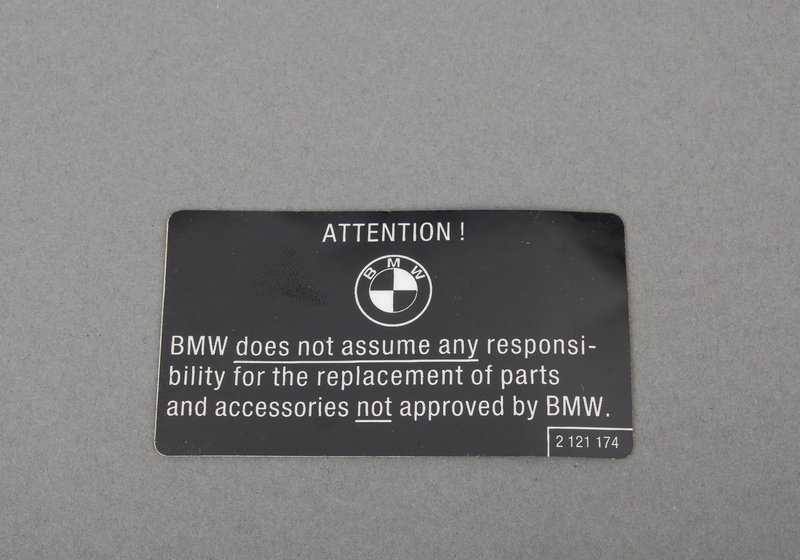 ATTENTION !
BMW
BMW does not assume any responsi-
bility for the replacement of parts
and accessories not approved by BMW.
2 121 174